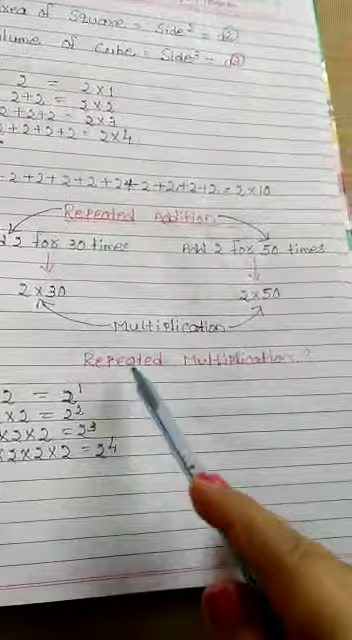 Area of Square = Side² =
Volume of Cube = Side³ =
2 = 2×1
2+2 = 2×2
2+2+2 = 2×3
2+2+2+2 = 2×4
2+2+2+2+2+2+2+2+2+2 = 2×10
Repeated Addition
2 for 30 times Add 2 for 50 times
2×30 2×50
Multiplication
Repeated Multiplication ?
2 = 2¹
×2 = 2²
×2×2 = 2³
×2×2×2 = 2⁴